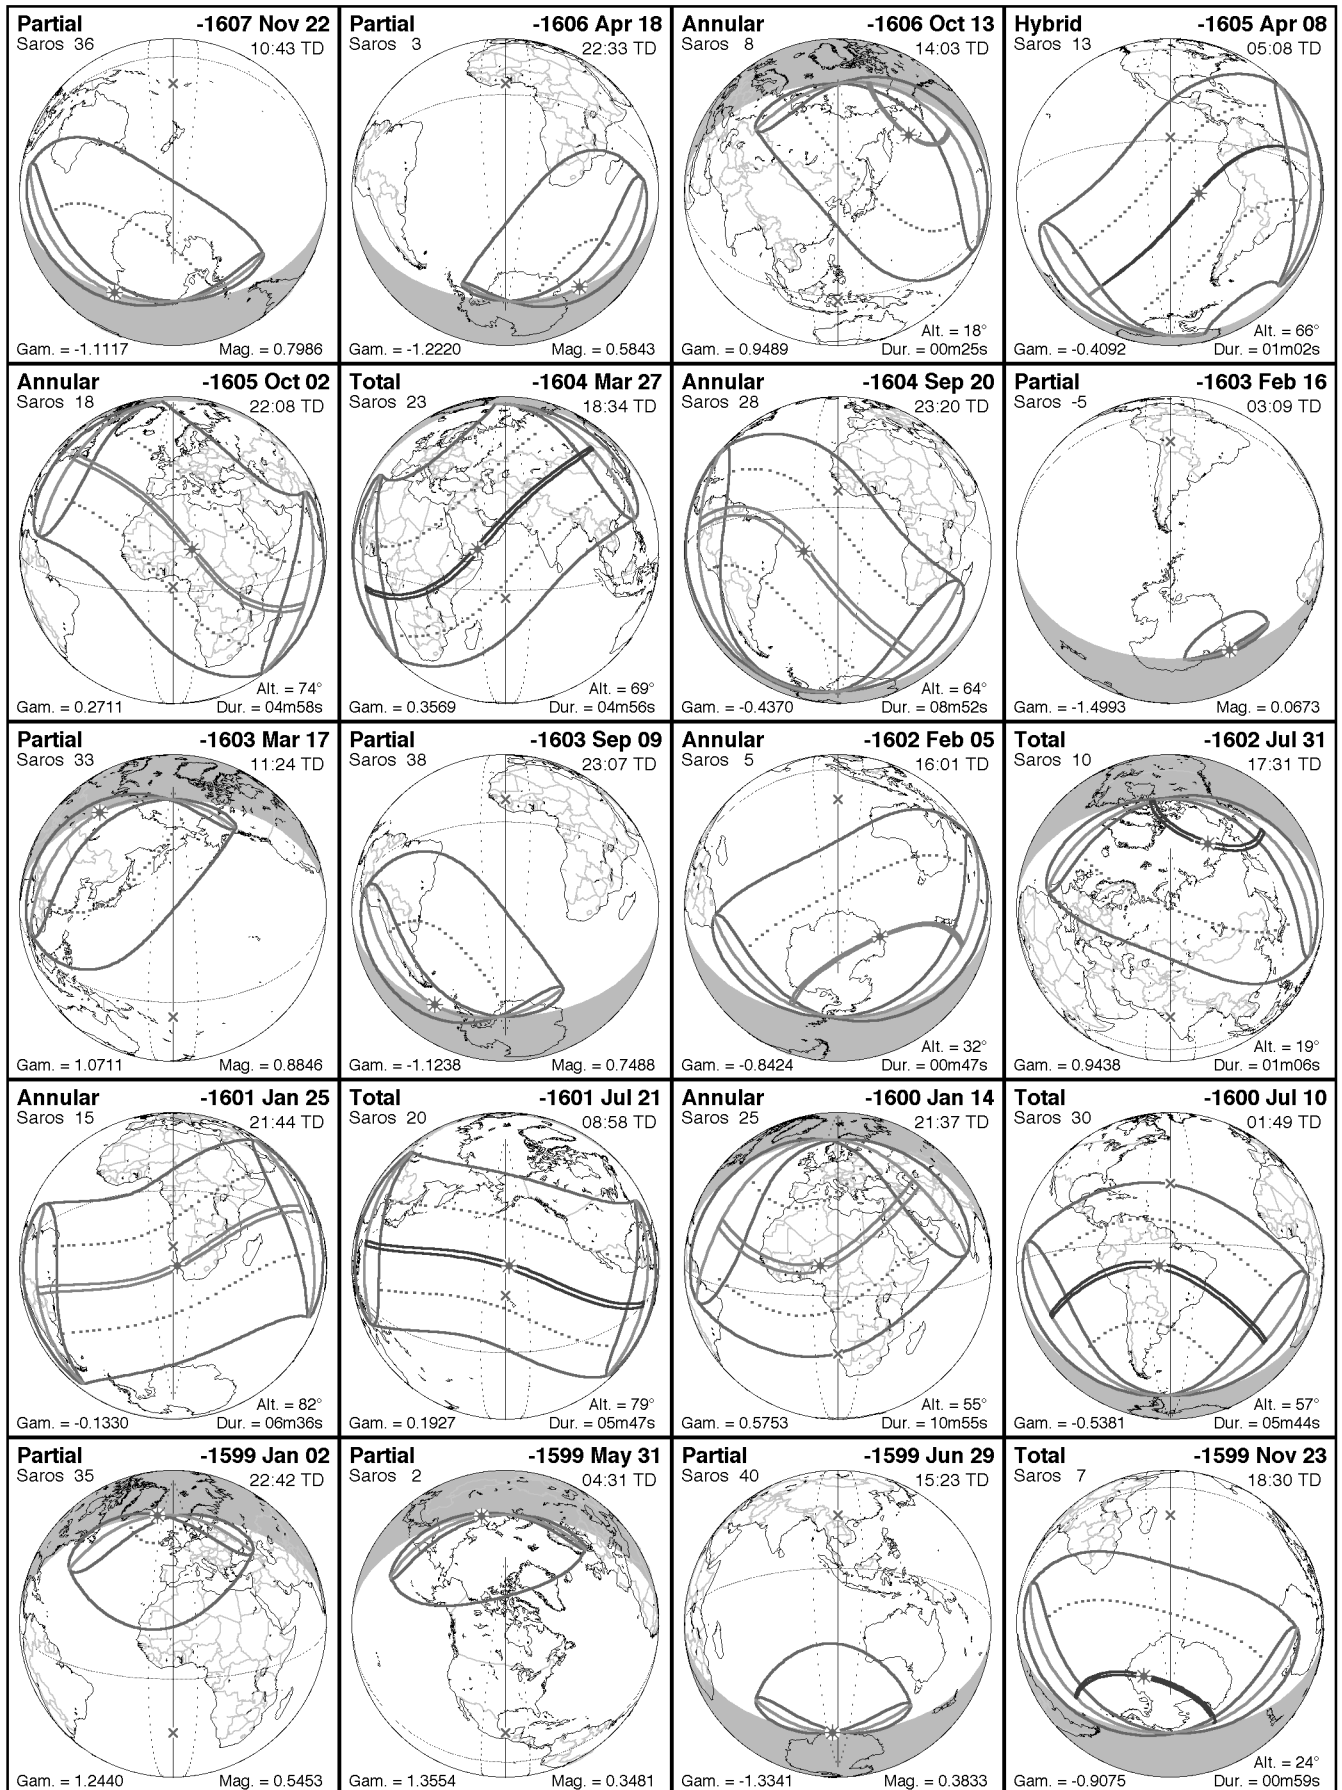 Partial -1607 Nov 22
Saros 36 10:43 TD
Gam. = -1.1117 Mag. = 0.7986
Partial -1606 Apr 18
Saros 3 22:33 TD
Gam. = -1.2220 Mag. = 0.5843
Annular -1606 Oct 13
Saros 8 14:03 TD
Alt. = 18°
Gam. = 0.9489 Dur. = 00m25s
Hybrid -1605 Apr 08
Saros 13 05:08 TD
Alt. = 66°
Gam. = -0.4092 Dur. = 01m02s
Annular -1605 Oct 02
Saros 18 22:08 TD
Alt. = 74°
Gam. = 0.2711 Dur. = 04m58s
Total -1604 Mar 27
Saros 23 18:34 TD
Alt. = 69°
Gam. = 0.3569 Dur. = 04m56s
Annular -1604 Sep 20
Saros 28 23:20 TD
Alt. = 64°
Gam. = -0.4370 Dur. = 08m52s
Partial -1603 Feb 16
Saros -5 03:09 TD
Gam. = -1.4993 Mag. = 0.0673
Partial -1603 Mar 17
Saros 33 11:24 TD
Gam. = 1.0711 Mag. = 0.8846
Partial -1603 Sep 09
Saros 38 23:07 TD
Gam. = -1.1238 Mag. = 0.7488
Annular -1602 Feb 05
Saros 5 16:01 TD
Alt. = 32°
Gam. = -0.8424 Dur. = 00m47s
Total -1602 Jul 31
Saros 10 17:31 TD
Alt. = 19°
Gam. = 0.9438 Dur. = 01m06s
Annular -1601 Jan 25
Saros 15 21:44 TD
Alt. = 82°
Gam. = -0.1330 Dur. = 06m36s
Total -1601 Jul 21
Saros 20 08:58 TD
Alt. = 79°
Gam. = 0.1927 Dur. = 05m47s
Annular -1600 Jan 14
Saros 25 21:37 TD
Alt. = 55°
Gam. = 0.5753 Dur. = 10m55s
Total -1600 Jul 10
Saros 30 01:49 TD
Alt. = 57°
Gam. = -0.5381 Dur. = 05m44s
Partial -1599 Jan 02
Saros 35 22:42 TD
Gam. = 1.2440 Mag. = 0.5453
Partial -1599 May 31
Saros 2 04:31 TD
Gam. = 1.3554 Mag. = 0.3481
Partial -1599 Jun 29
Saros 40 15:23 TD
Gam. = -1.3341 Mag. = 0.3833
Total -1599 Nov 23
Saros 7 18:30 TD
Alt. = 24°
Gam. = -0.9075 Dur. = 00m59s